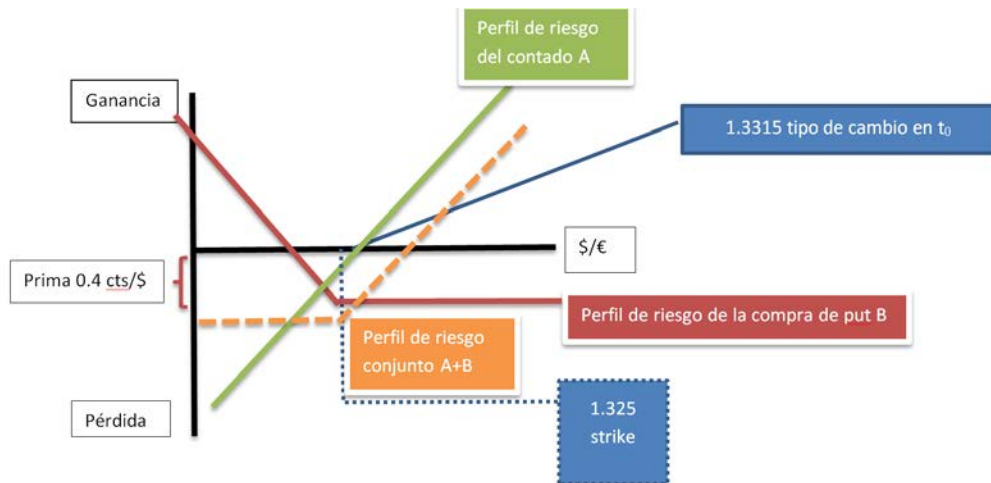 Perfil de riesgo
del contado A
Ganancia
1.3315 tipo de cambio en t₀
$/€
Prima 0.4 cts/$
Perfil de riesgo de la compra de put B
Perfil de riesgo
conjunto A+B
1.325
strike
Pérdida